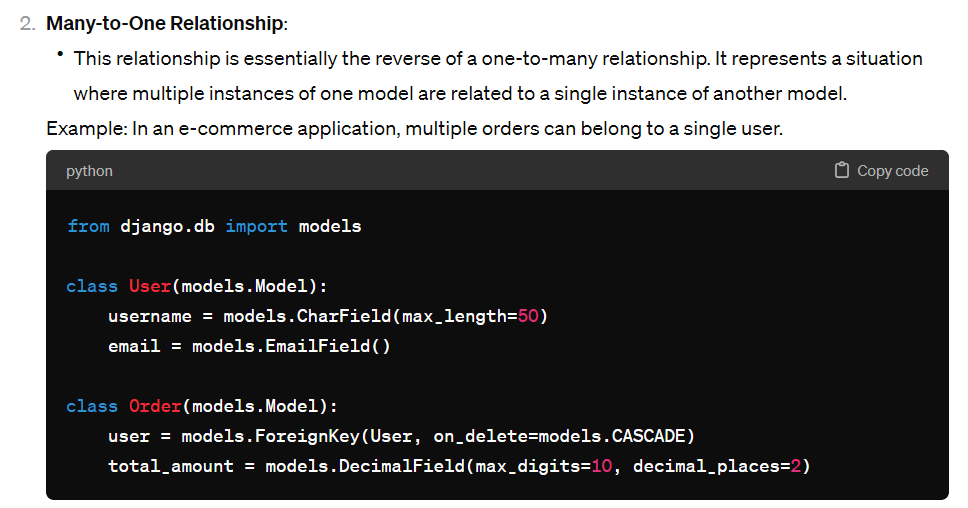 2. Many-to-One Relationship:
• This relationship is essentially the reverse of a one-to-many relationship. It represents a situation
where multiple instances of one model are related to a single instance of another model.
Example: In an e-commerce application, multiple orders can belong to a single user.
python Copy code
from django.db import models
class User(models.Model):
    username = models.CharField(max_length=50)
    email = models.EmailField()
class Order(models.Model):
    user = models.ForeignKey(User, on_delete=models.CASCADE)
    total_amount = models.DecimalField(max_digits=10, decimal_places=2)